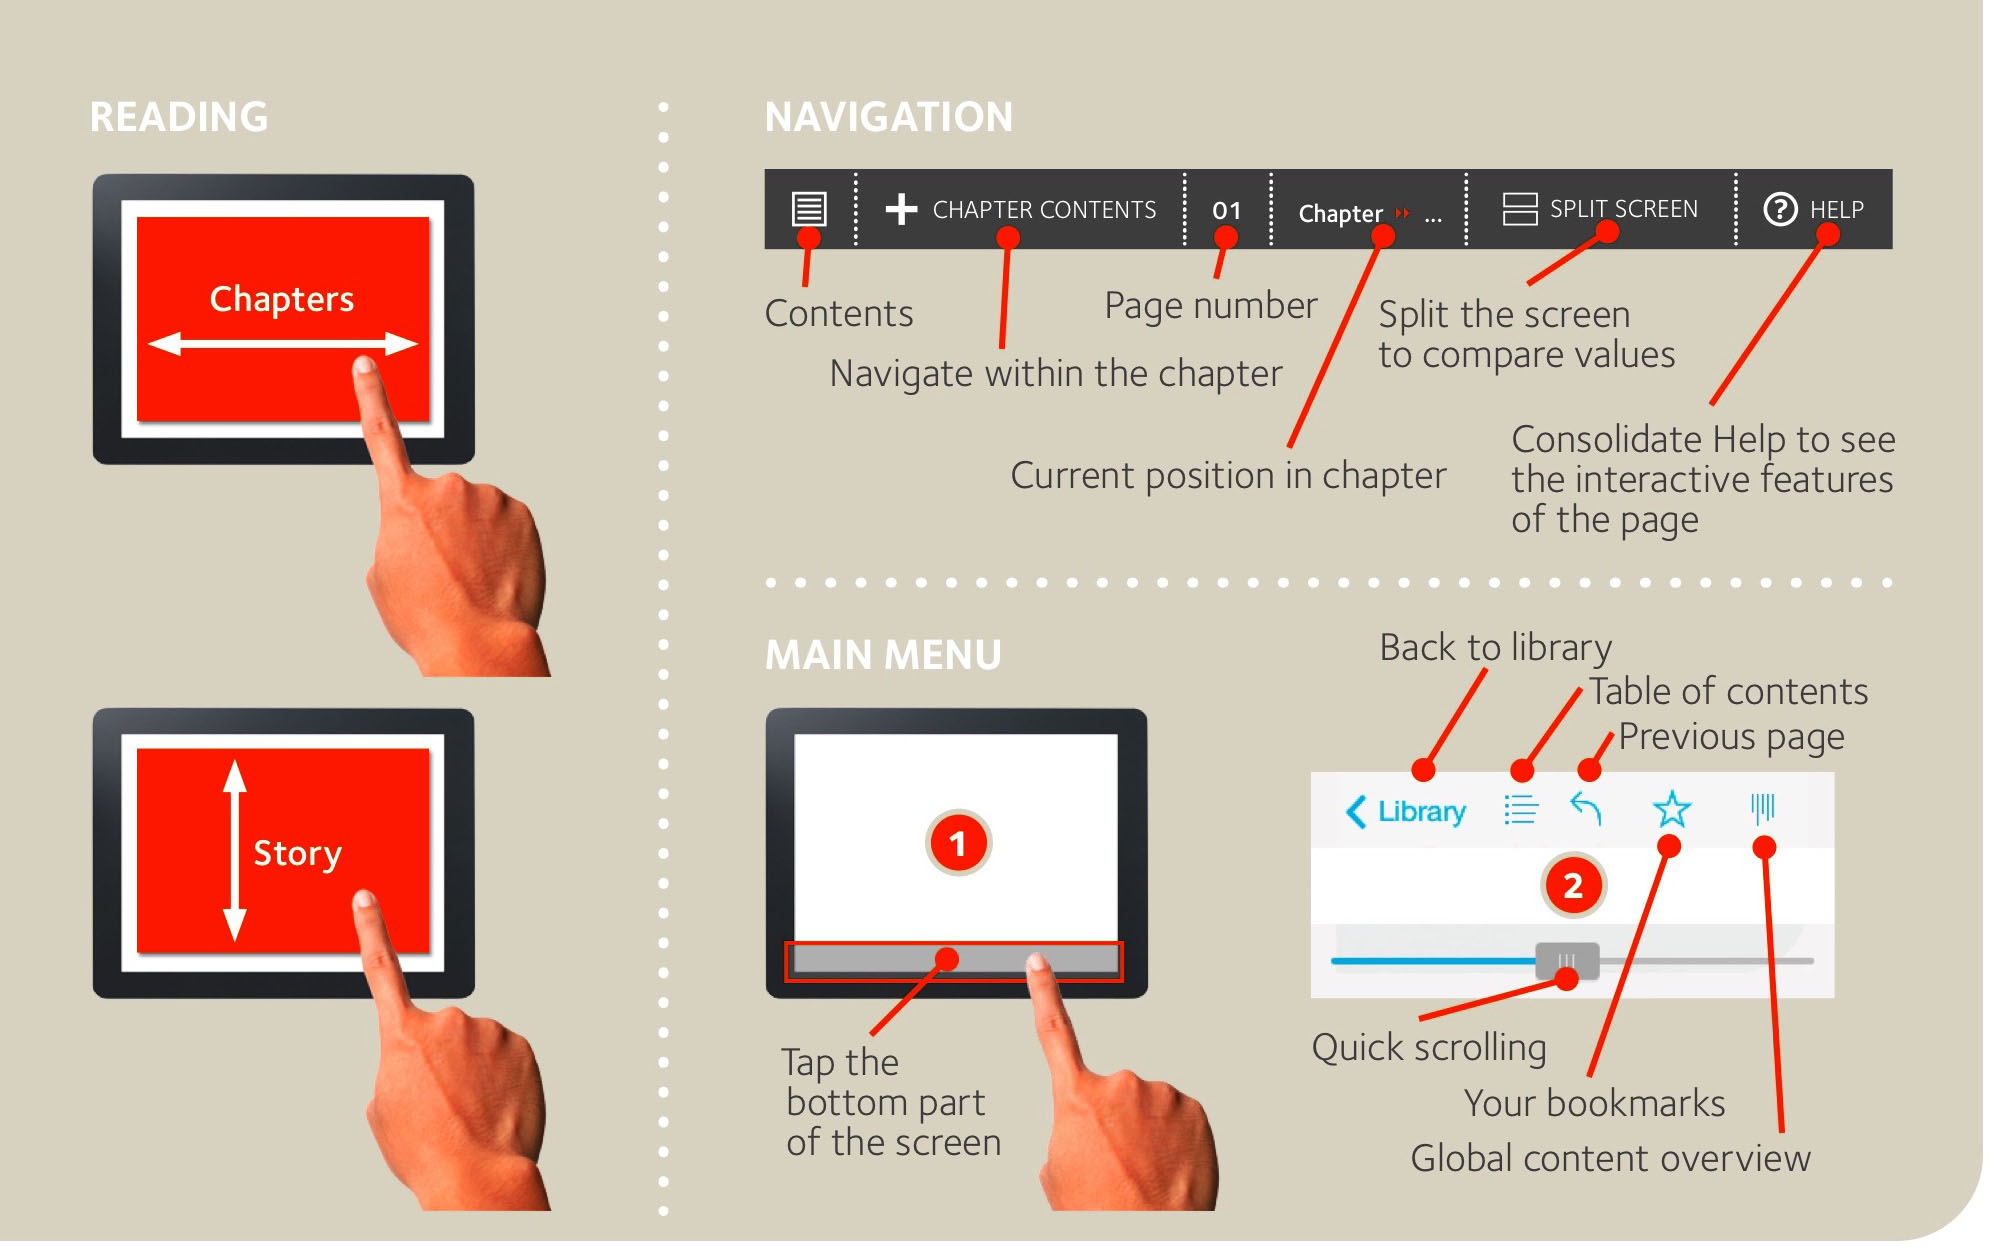 READING
Chapters
Story
NAVIGATION
CHAPTER CONTENTS
01
Chapter ...
SPLIT SCREEN
? HELP
Contents
Page number
Navigate within the chapter
Split the screen
to compare values
Current position in chapter
Consolidate Help to see
the interactive features
of the page
MAIN MENU
1
Tap the
bottom part
of the screen
Back to library
Table of contents
Previous page
Library
2
Quick scrolling
Your bookmarks
Global content overview